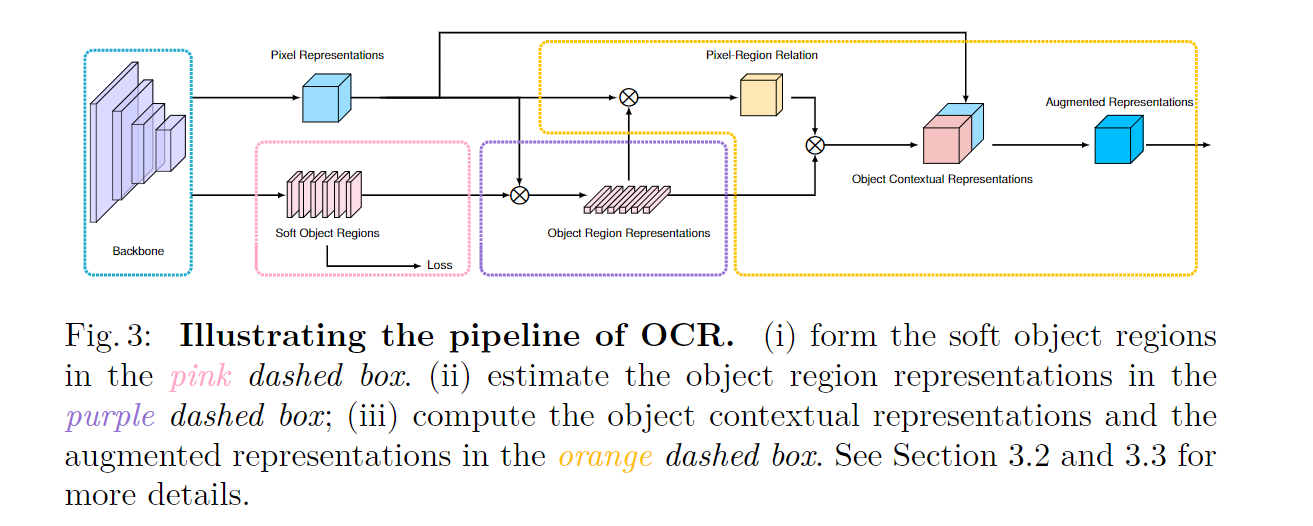 Pixel Representations
Pixel-Region Relation
Augmented Representations
Object Contextual Representations
Soft Object Regions
Object Region Representations
Backbone
Loss
Fig. 3: Illustrating the pipeline of OCR. (i) form the soft object regions
in the pink dashed box. (ii) estimate the object region representations in the
purple dashed box; (iii) compute the object contextual representations and the
augmented representations in the orange dashed box. See Section 3.2 and 3.3 for
more details.